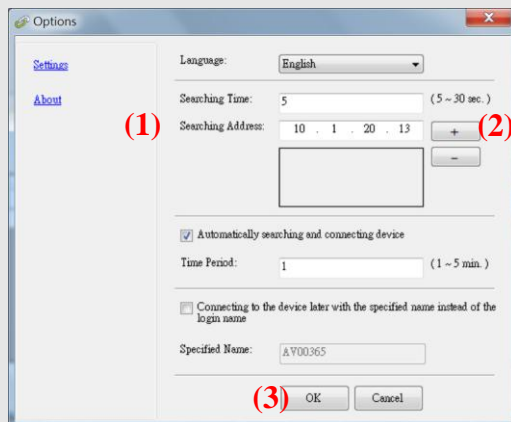 Options
Settings
About
Language: English
Searching Time: 5 (5 ~ 30 sec.)
(1) Searching Address: 10 . 1 . 20 . 13 + (2)
−
Automatically searching and connecting device
Time Period: 1 (1 ~ 5 min.)
Connecting to the device later with the specified name instead of the
login name
Specified Name: AV00365
(3) OK Cancel